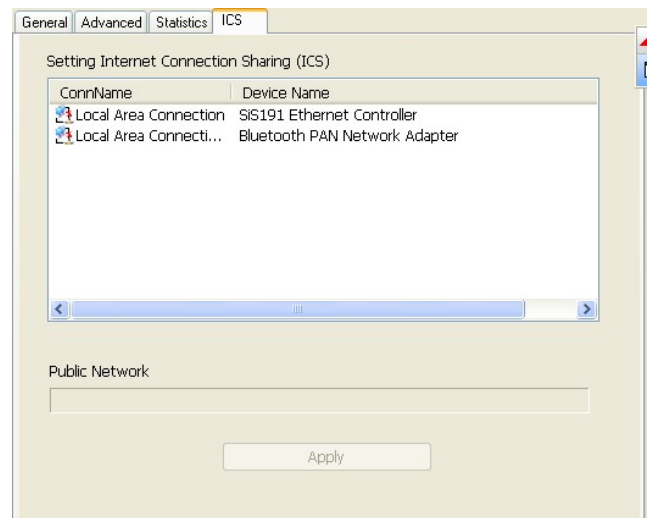 General Advanced Statistics ICS
Setting Internet Connection Sharing (ICS)
ConnName Device Name
Local Area Connection SiS191 Ethernet Controller
Local Area Connecti... Bluetooth PAN Network Adapter
Public Network
Apply